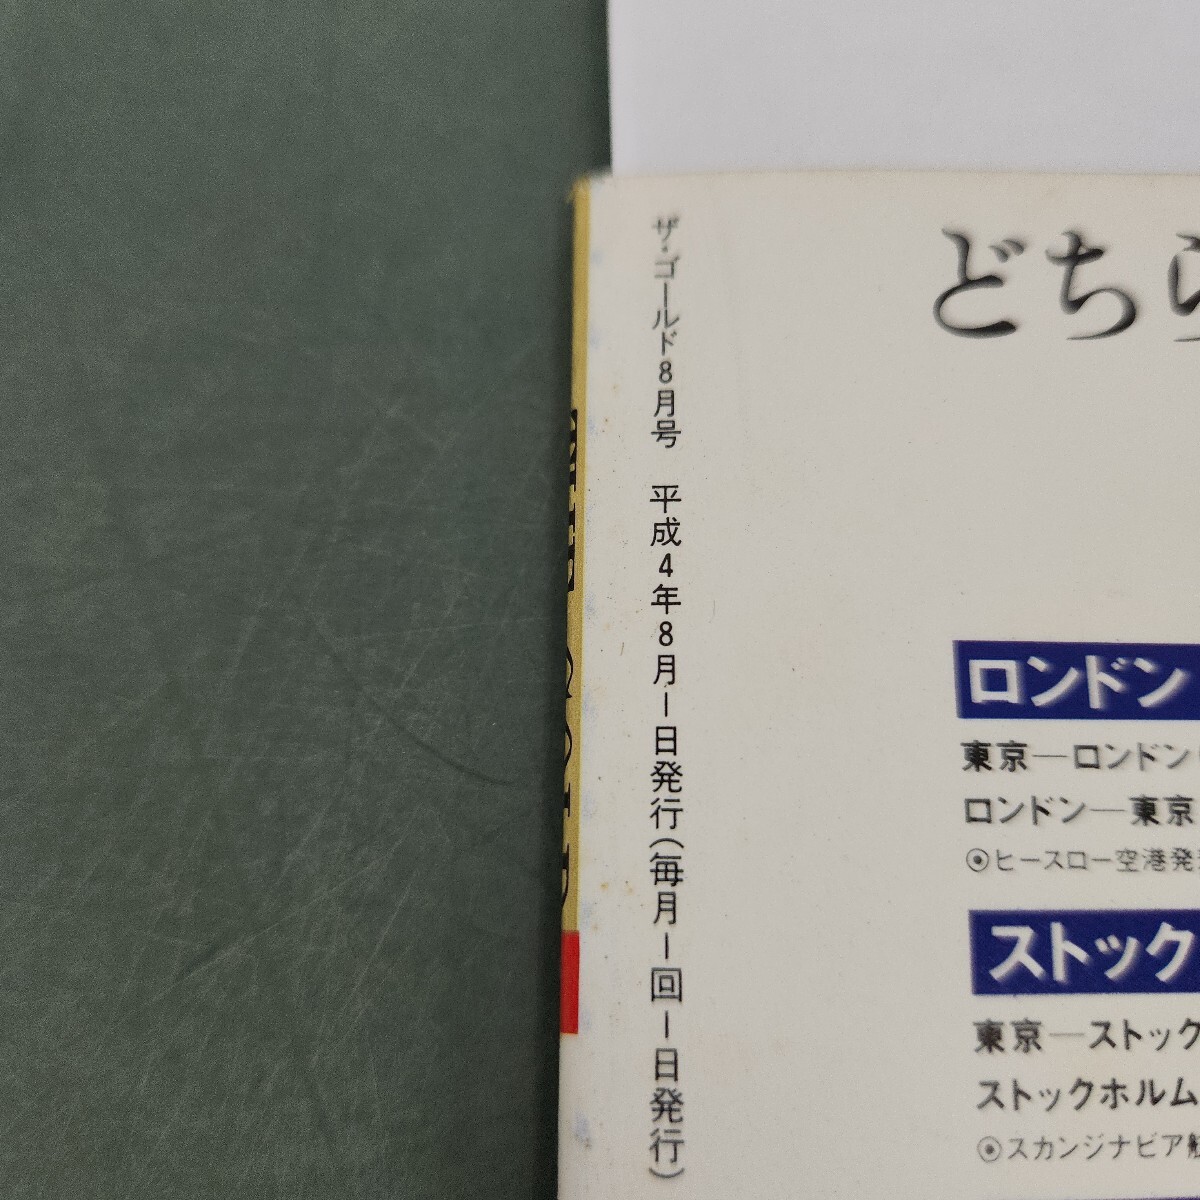 ザ・ゴールド8月号 平成4年8月1日発行(毎月1回1日発行)
THE GOLD
どちら
ロンドン
東京─ロンドン
ロンドン─東京
◉ヒースロー空港発
ストック
東京─ストック
ストックホルム
◉スカンジナビア航